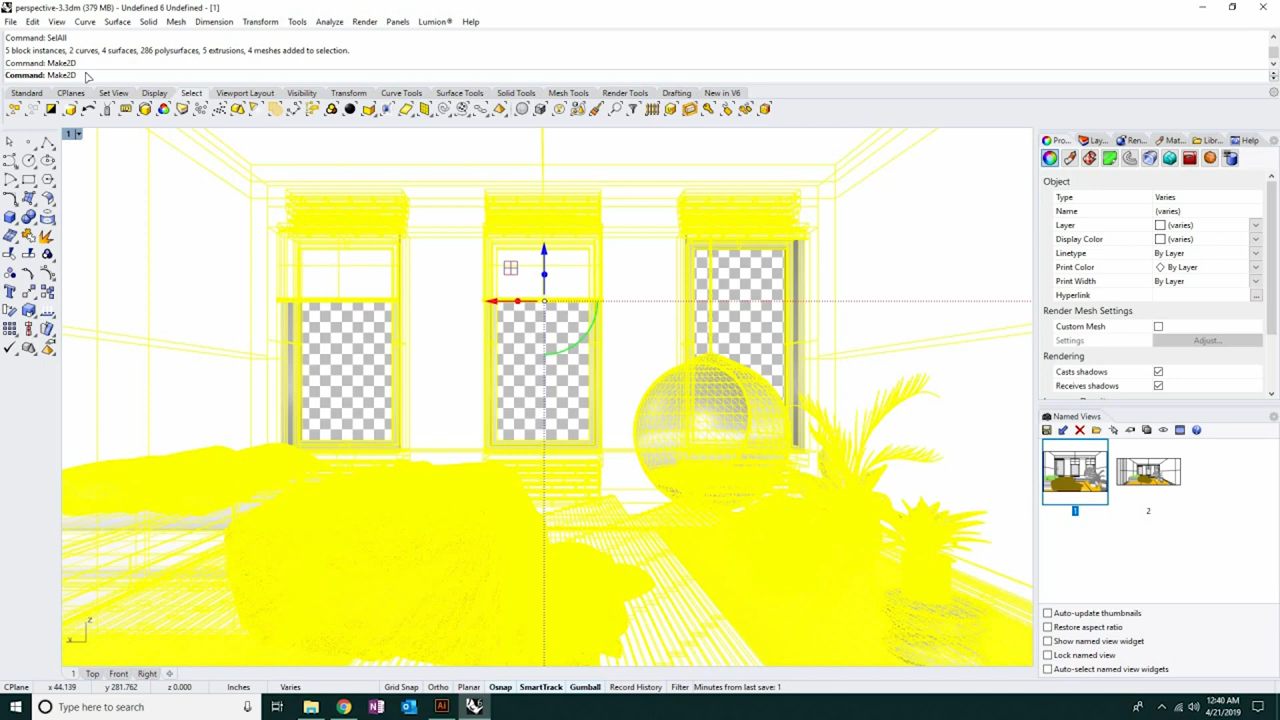 perspective-3.3dm (379 MB) - Undefined 6 Undefined - [1]
File Edit View Curve Surface Solid Mesh Dimension Transform Tools Analyze Render Panels Lumion® Help
Command: SelAll
5 block instances, 2 curves, 4 surfaces, 286 polysurfaces, 5 extrusions, 4 meshes added to selection.
Command: Make2D
Command: Make2D
Standard CPlanes Set View Display Select Viewport Layout Visibility Transform Curve Tools Surface Tools Solid Tools Mesh Tools Render Tools Drafting New in V6
1
Pro... Lay... Ren... Mat... Libr... Help
Object
Type Varies
Name (varies)
Layer (varies)
Display Color (varies)
Linetype By Layer
Print Color By Layer
Print Width By Layer
Hyperlink ...
Render Mesh Settings
Custom Mesh
Settings Adjust...
Rendering
Casts shadows
Receives shadows
Named Views
1
2
Auto-update thumbnails
Restore aspect ratio
Show named view widget
Lock named view
Auto-select named view widgets
z
x
1 Top Front Right
CPlane x 44.139 y 281.762 z 0.000 Inches Varies Grid Snap Ortho Planar Osnap SmartTrack Gumball Record History Filter Minutes from last save: 1
Type here to search
12:40 AM
4/21/2019